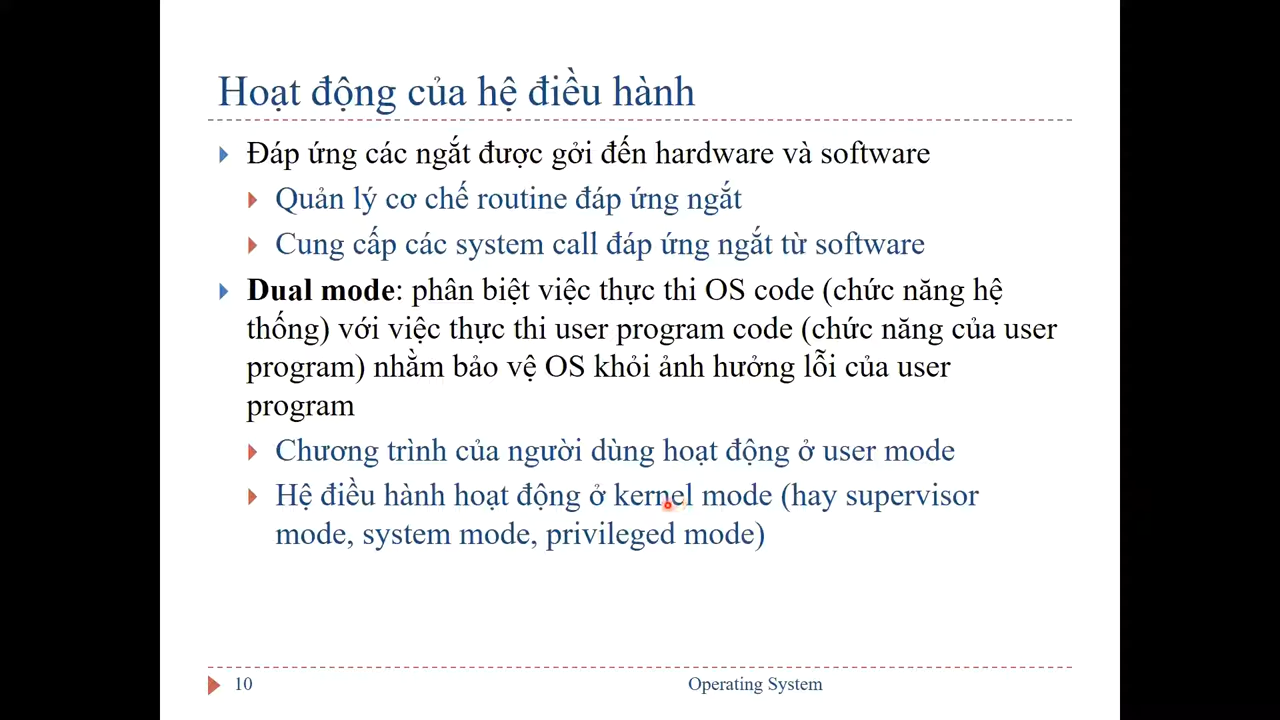 Hoạt động của hệ điều hành
Đáp ứng các ngắt được gởi đến hardware và software
Quản lý cơ chế routine đáp ứng ngắt
Cung cấp các system call đáp ứng ngắt từ software
Dual mode: phân biệt việc thực thi OS code (chức năng hệ
thống) với việc thực thi user program code (chức năng của user
program) nhằm bảo vệ OS khỏi ảnh hưởng lỗi của user
program
Chương trình của người dùng hoạt động ở user mode
Hệ điều hành hoạt động ở kernel mode (hay supervisor
mode, system mode, privileged mode)
10
Operating System